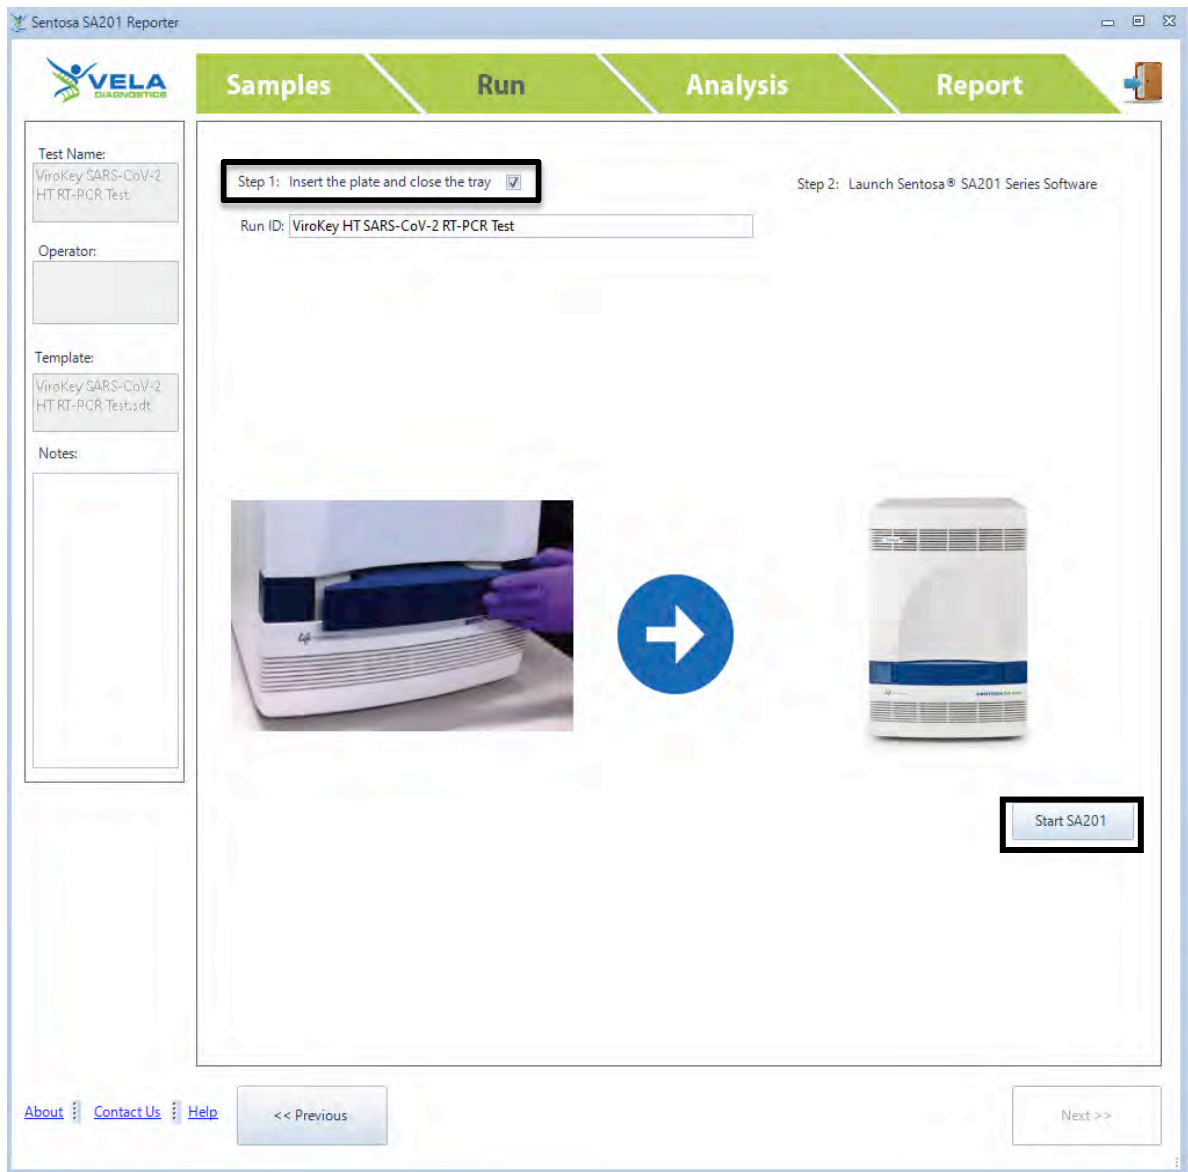 Sentosa SA201 Reporter
VELA
DIAGNOSTICS
Samples
Run
Analysis
Report
Test Name:
ViroKey SARS-CoV-2
HT RT-PCR Test
Operator:
Template:
ViroKey SARS-CoV-2
HT RT-PCR Test.sdt
Notes:
Step 1: Insert the plate and close the tray
Step 2: Launch Sentosa® SA201 Series Software
Run ID: ViroKey HT SARS-CoV-2 RT-PCR Test
Start SA201
About
Contact Us
Help
<< Previous
Next >>